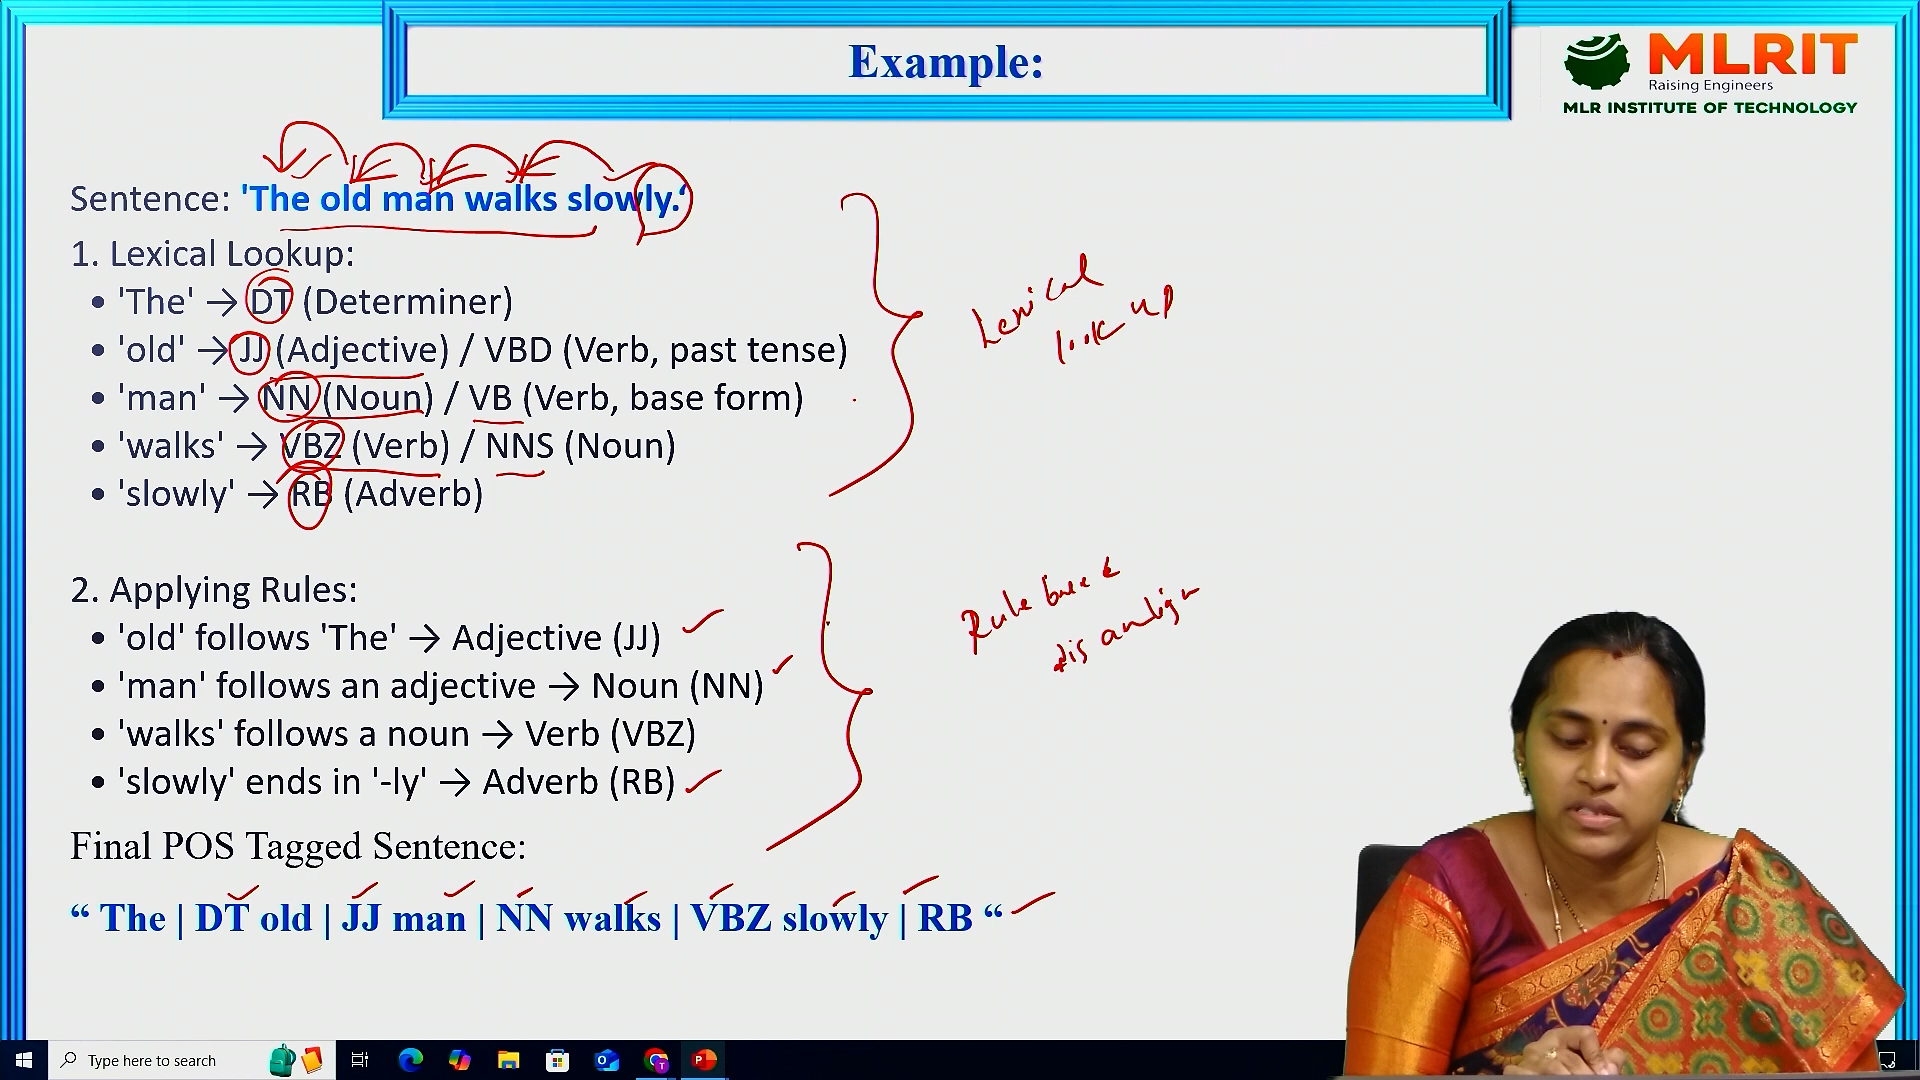 Example:
MLRIT
Raising Engineers
MLR INSTITUTE OF TECHNOLOGY
Sentence: 'The old man walks slowly.‘
1. Lexical Lookup:
• 'The' → DT (Determiner)
• 'old' → JJ (Adjective) / VBD (Verb, past tense)
• 'man' → NN (Noun) / VB (Verb, base form)
• 'walks' → VBZ (Verb) / NNS (Noun)
• 'slowly' → RB (Adverb)
Lexical
look up
2. Applying Rules:
• 'old' follows 'The' → Adjective (JJ)
• 'man' follows an adjective → Noun (NN)
• 'walks' follows a noun → Verb (VBZ)
• 'slowly' ends in '-ly' → Adverb (RB)
Rule
Final POS Tagged Sentence:
“ The | DT old | JJ man | NN walks | VBZ slowly | RB “
Type here to search